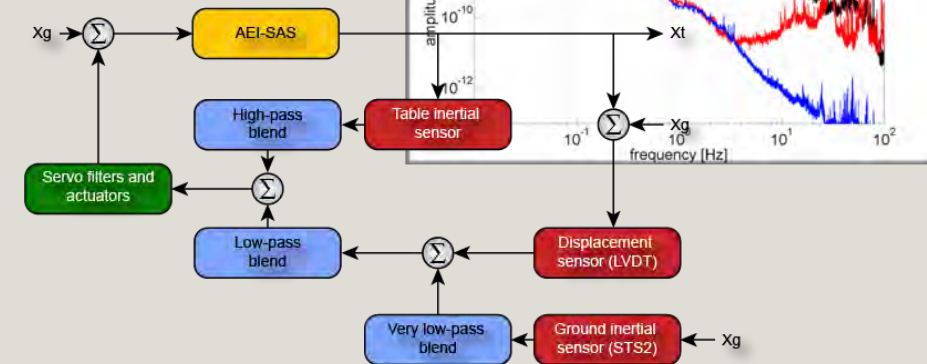 10⁻¹⁰
Xg
Σ
AEI-SAS
Xt
10⁻¹²
High-pass
blend
Table inertial
sensor
Σ
Xg
10⁻¹
10⁰
10¹
10²
frequency [Hz]
Servo filters and
actuators
Σ
Low-pass
blend
Σ
Displacement
sensor (LVDT)
Very low-pass
blend
Ground inertial
sensor (STS2)
Xg